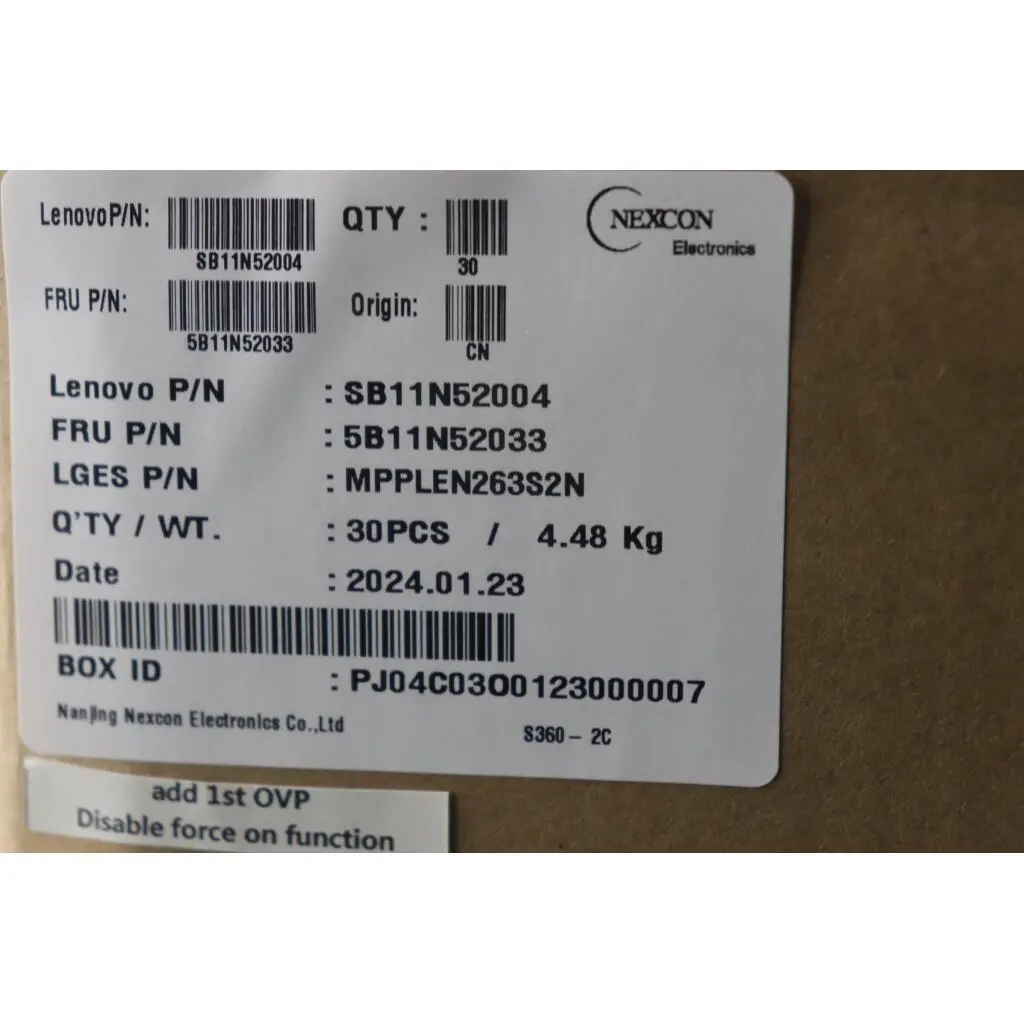 LenovoP/N:
SB11N52004
QTY :
30
NEXCON
Electronics
FRU P/N:
5B11N52033
Origin:
CN
Lenovo P/N : SB11N52004
FRU P/N : 5B11N52033
LGES P/N : MPPLEN263S2N
Q'TY / WT. : 30PCS / 4.48 Kg
Date : 2024.01.23
BOX ID : PJ04C03O0123000007
Nanjing Nexcon Electronics Co.,Ltd
S360 – 2C
add 1st OVP
Disable force on function